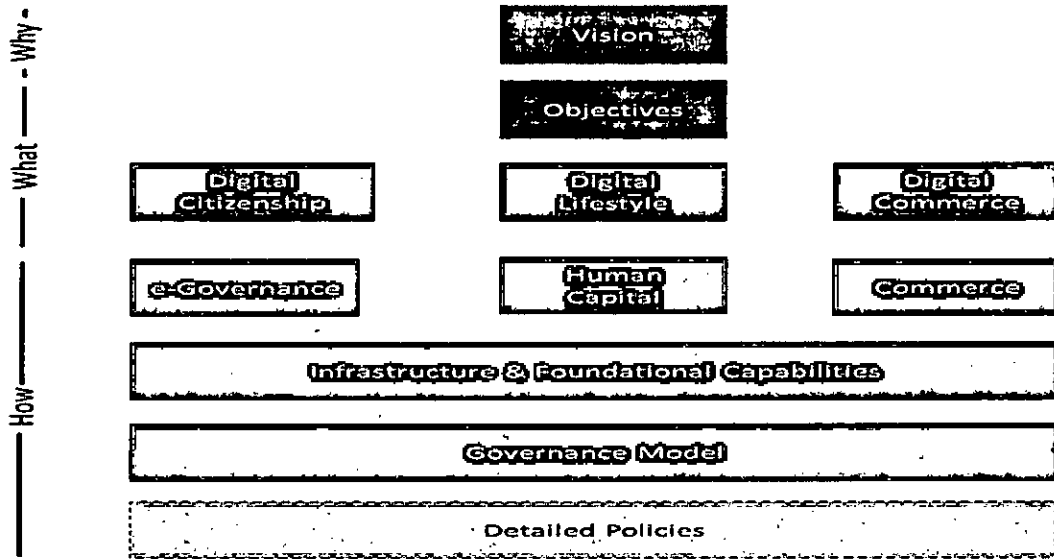 Why
Vision
Objectives
What
Digital
Citizenship
Digital
Lifestyle
Digital
Commerce
e-Governance
Human
Capital
Commerce
How
Infrastructure & Foundational Capabilities
Governance Model
Detailed Policies